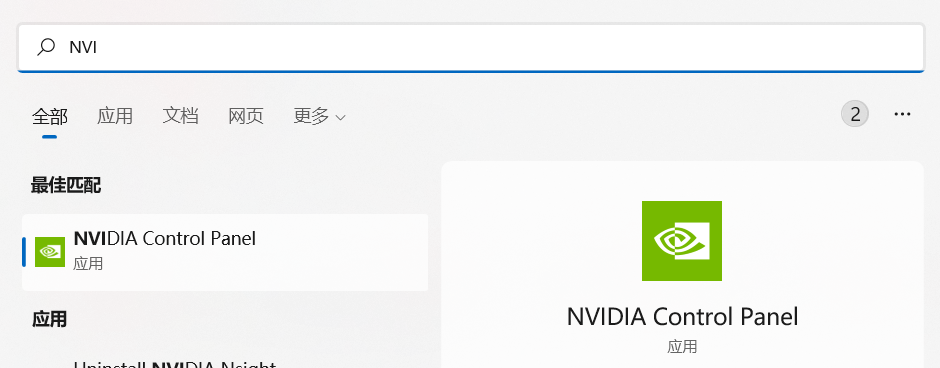 NVI
全部 应用 文档 网页 更多 2 ...
最佳匹配
NVIDIA Control Panel
应用
应用
Uninstall NVIDIA Nsight
NVIDIA Control Panel
应用